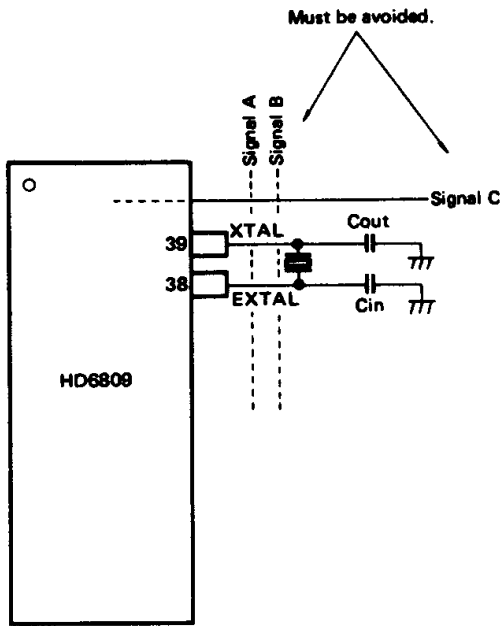 Must be avoided.
Signal A
Signal B
Signal C
Cout
39
XTAL
38
EXTAL
Cin
HD6809